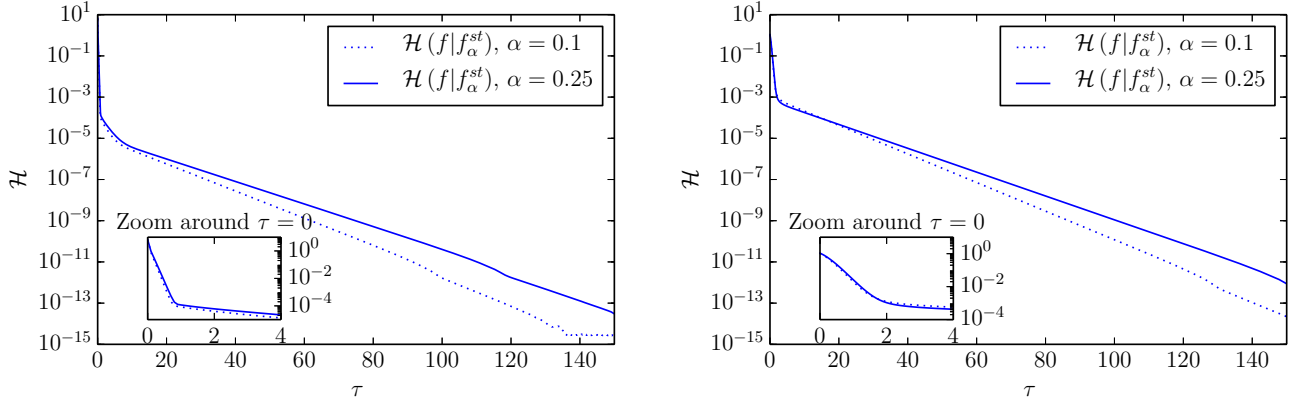 10^1
10^{-1}
10^{-3}
10^{-5}
10^{-7}
10^{-9}
10^{-11}
10^{-13}
10^{-15}
ℋ
0 20 40 60 80 100 120 140
τ
ℋ(f|f_α^{st}), α = 0.1
ℋ(f|f_α^{st}), α = 0.25
Zoom around τ = 0
10^0
10^{-2}
10^{-4}
0 2 4
10^1
10^{-1}
10^{-3}
10^{-5}
10^{-7}
10^{-9}
10^{-11}
10^{-13}
10^{-15}
ℋ
0 20 40 60 80 100 120 140
τ
ℋ(f|f_α^{st}), α = 0.1
ℋ(f|f_α^{st}), α = 0.25
Zoom around τ = 0
10^0
10^{-2}
10^{-4}
0 2 4